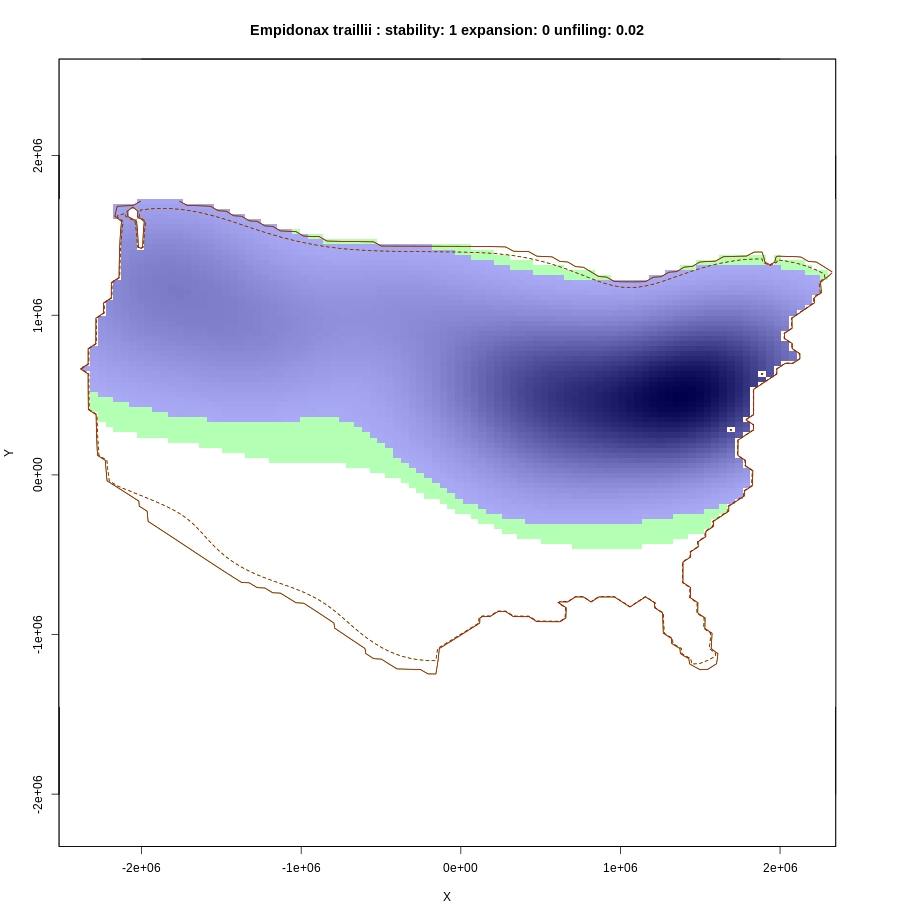 Empidonax traillii : stability: 1 expansion: 0 unfiling: 0.02
2e+06
1e+06
Y
0e+00
-1e+06
-2e+06
-2e+06 -1e+06 0e+00 1e+06 2e+06
X